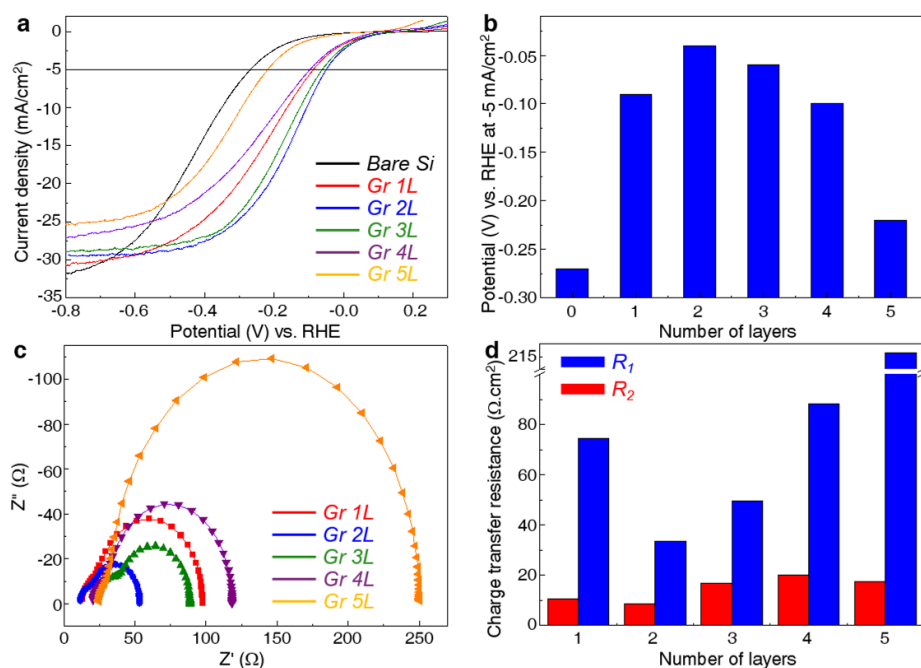 a
Current density (mA/cm²)
0
-5
-10
-15
-20
-25
-30
-35
-0.8
-0.6
-0.4
-0.2
-0.0
0.2
Potential (V) vs. RHE
Bare Si
Gr 1L
Gr 2L
Gr 3L
Gr 4L
Gr 5L
b
Potential (V) vs. RHE at -5 mA/cm²
-0.05
-0.10
-0.15
-0.20
-0.25
-0.30
0
1
2
3
4
5
Number of layers
c
Z'' (Ω)
-100
-80
-60
-40
-20
0
0
25
50
75
100
125
150
175
200
225
250
Z' (Ω)
Gr 1L
Gr 2L
Gr 3L
Gr 4L
Gr 5L
d
Charge transfer resistance (Ω.cm²)
215
80
60
40
20
0
1
2
3
4
5
Number of layers
R₁
R₂